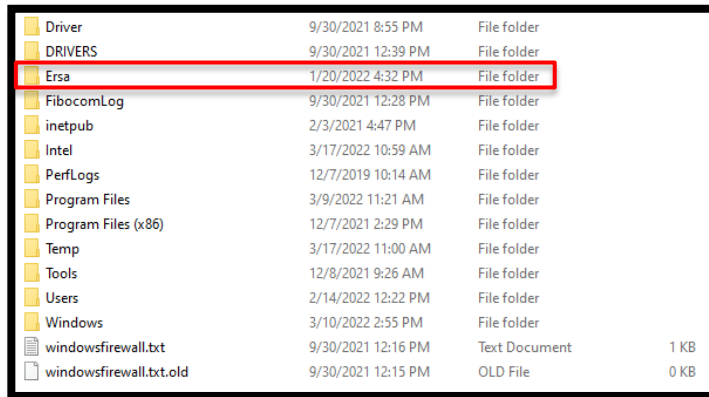 Driver 9/30/2021 8:55 PM File folder
DRIVERS 9/30/2021 12:39 PM File folder
Ersa 1/20/2022 4:32 PM File folder
FibocomLog 9/30/2021 12:28 PM File folder
inetpub 2/3/2021 4:47 PM File folder
Intel 3/17/2022 10:59 AM File folder
PerfLogs 12/7/2019 10:14 AM File folder
Program Files 3/9/2022 11:21 AM File folder
Program Files (x86) 12/7/2021 2:29 PM File folder
Temp 3/17/2022 11:00 AM File folder
Tools 12/8/2021 9:26 AM File folder
Users 2/14/2022 12:22 PM File folder
Windows 3/10/2022 2:55 PM File folder
windowsfirewall.txt 9/30/2021 12:16 PM Text Document 1 KB
windowsfirewall.txt.old 9/30/2021 12:15 PM OLD File 0 KB